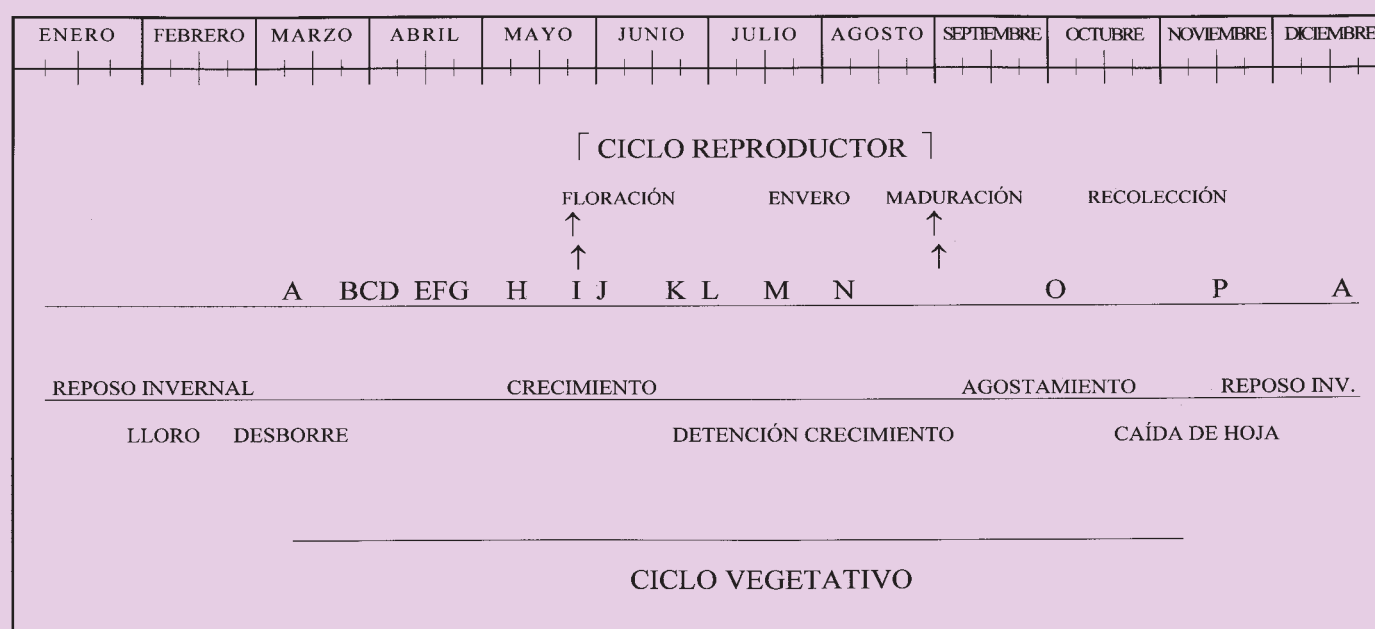 ENERO FEBRERO MARZO ABRIL MAYO JUNIO JULIO AGOSTO SEPTIEMBRE OCTUBRE NOVIEMBRE DICIEMBRE
CICLO REPRODUCTOR
FLORACIÓN ENVERO MADURACIÓN RECOLECCIÓN
A BCD EFG H I J K L M N O P A
REPOSO INVERNAL CRECIMIENTO AGOSTAMIENTO REPOSO INV.
LLORO DESBORRE DETENCIÓN CRECIMIENTO CAÍDA DE HOJA
CICLO VEGETATIVO